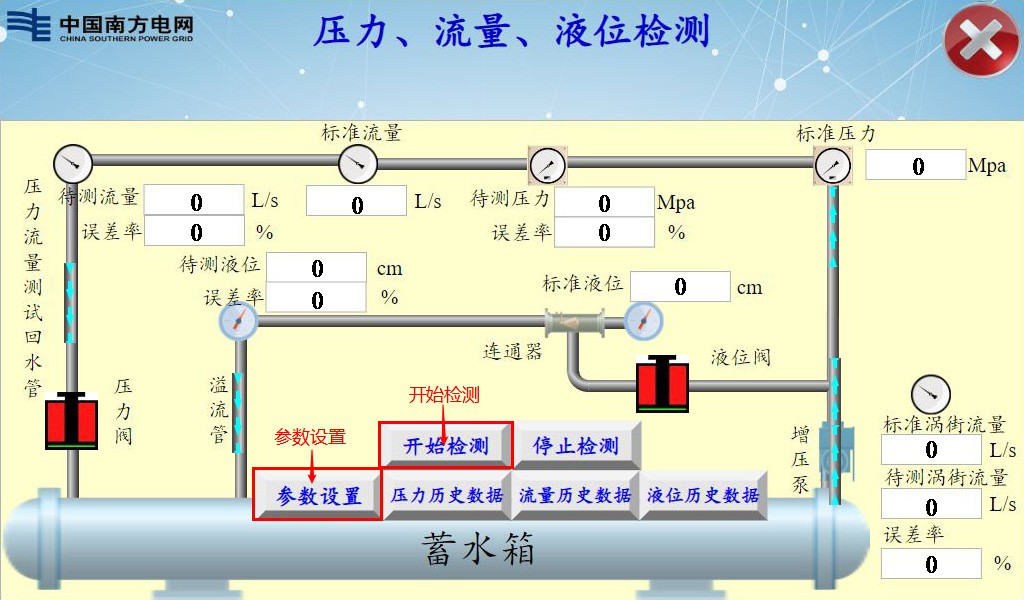 中国南方电网
CHINA SOUTHERN POWER GRID
压力、流量、液位检测
标准流量
标准压力
0 Mpa
压力流量测试回水管
待测流量 0 L/s
0 L/s
待测压力 0 Mpa
误差率 0 %
误差率 0 %
待测液位 0 cm
误差率 0 %
标准液位 0 cm
连通器
液位阀
压力阀
溢流管
开始检测
参数设置
开始检测
停止检测
参数设置
压力历史数据
流量历史数据
液位历史数据
增压泵
标准涡街流量
0 L/s
待测涡街流量
0 L/s
误差率
0 %
蓄水箱